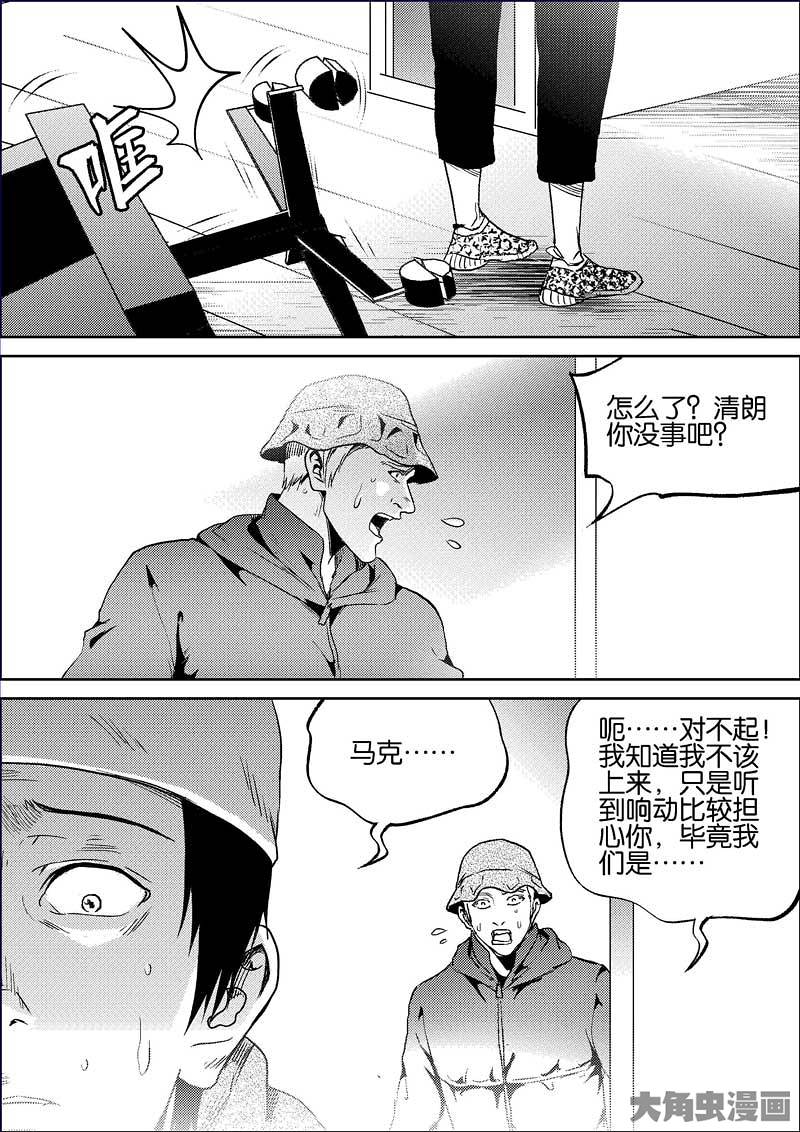 哐
怎么了？清朗
你没事吧？
马克……
呃……对不起！
我知道我不该
上来，只是听
到响动比较担
心你，毕竟我
们是……
大角虫漫画